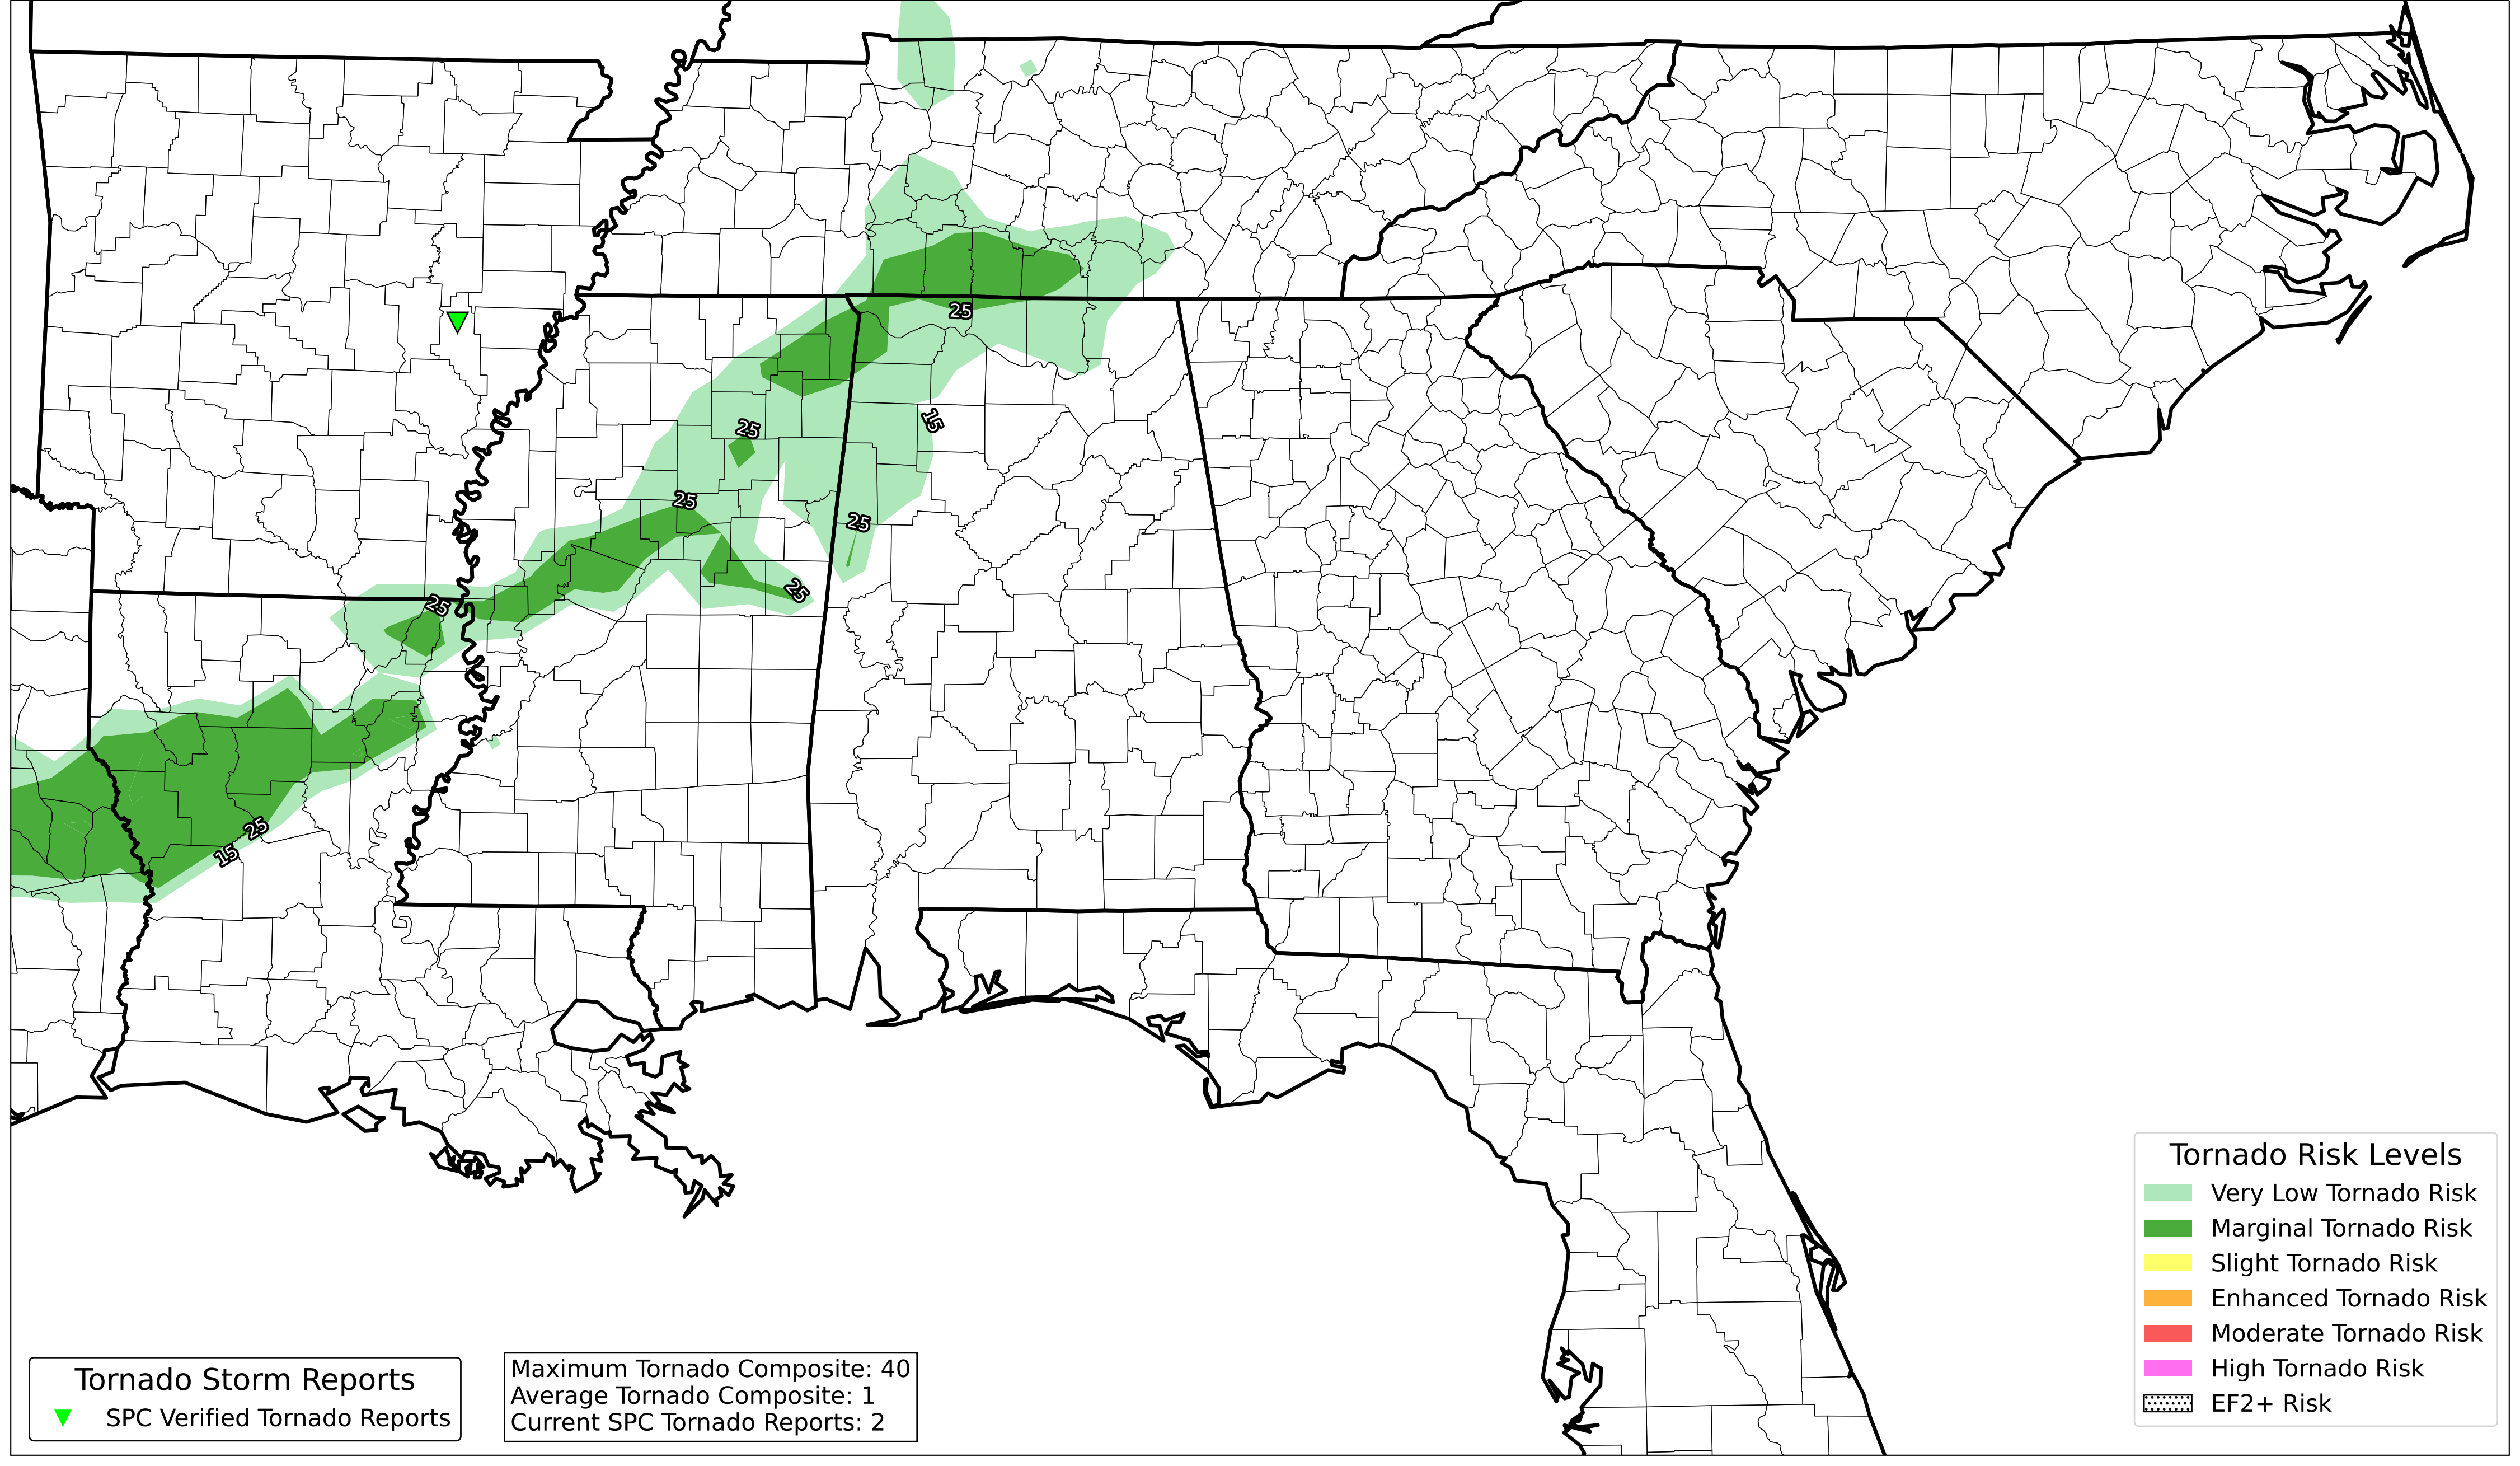 25
15
25
25
25
25
25
25
15
Tornado Risk Levels
Very Low Tornado Risk
Marginal Tornado Risk
Slight Tornado Risk
Enhanced Tornado Risk
Moderate Tornado Risk
High Tornado Risk
EF2+ Risk
Tornado Storm Reports
SPC Verified Tornado Reports
Maximum Tornado Composite: 40
Average Tornado Composite: 1
Current SPC Tornado Reports: 2